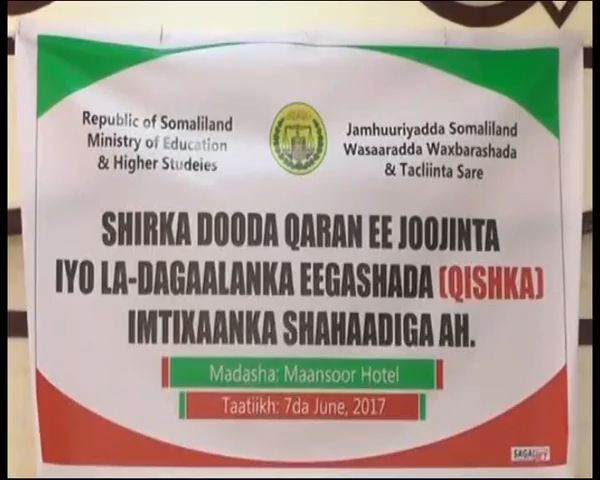 Republic of Somaliland
Ministry of Education
& Higher Studeies
Jamhuuriyadda Somaliland
Wasaaradda Waxbarashada
& Tacliinta Sare
SHIRKA DOODA QARAN EE JOOJINTA
IYO LA-DAGAALANKA EEGASHADA (QISHKA)
IMTIXAANKA SHAHAADIGA AH.
Madasha: Maansoor Hotel
Taatiikh: 7da June, 2017